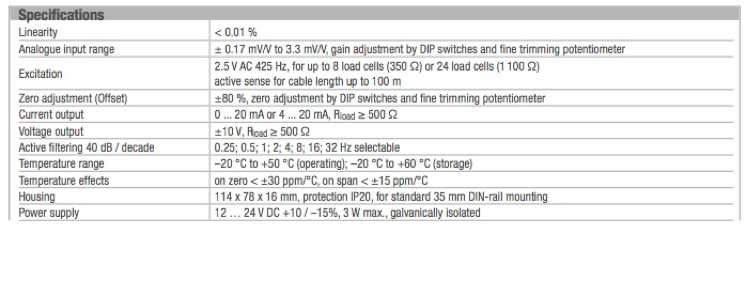 Specifications
Linearity < 0.01 %
Analogue input range ± 0.17 mV/V to 3.3 mV/V, gain adjustment by DIP switches and fine trimming potentiometer
Excitation 2.5 V AC 425 Hz, for up to 8 load cells (350 Ω) or 24 load cells (1 100 Ω)
active sense for cable length up to 100 m
Zero adjustment (Offset) ±80 %, zero adjustment by DIP switches and fine trimming potentiometer
Current output 0 ... 20 mA or 4 ... 20 mA, Rload ≥ 500 Ω
Voltage output ±10 V, Rload ≥ 500 Ω
Active filtering 40 dB / decade 0.25; 0.5; 1; 2; 4; 8; 16; 32 Hz selectable
Temperature range –20 °C to +50 °C (operating); –20 °C to +60 °C (storage)
Temperature effects on zero < ±30 ppm/°C, on span < ±15 ppm/°C
Housing 114 x 78 x 16 mm, protection IP20, for standard 35 mm DIN-rail mounting
Power supply 12 … 24 V DC +10 / –15%, 3 W max., galvanically isolated